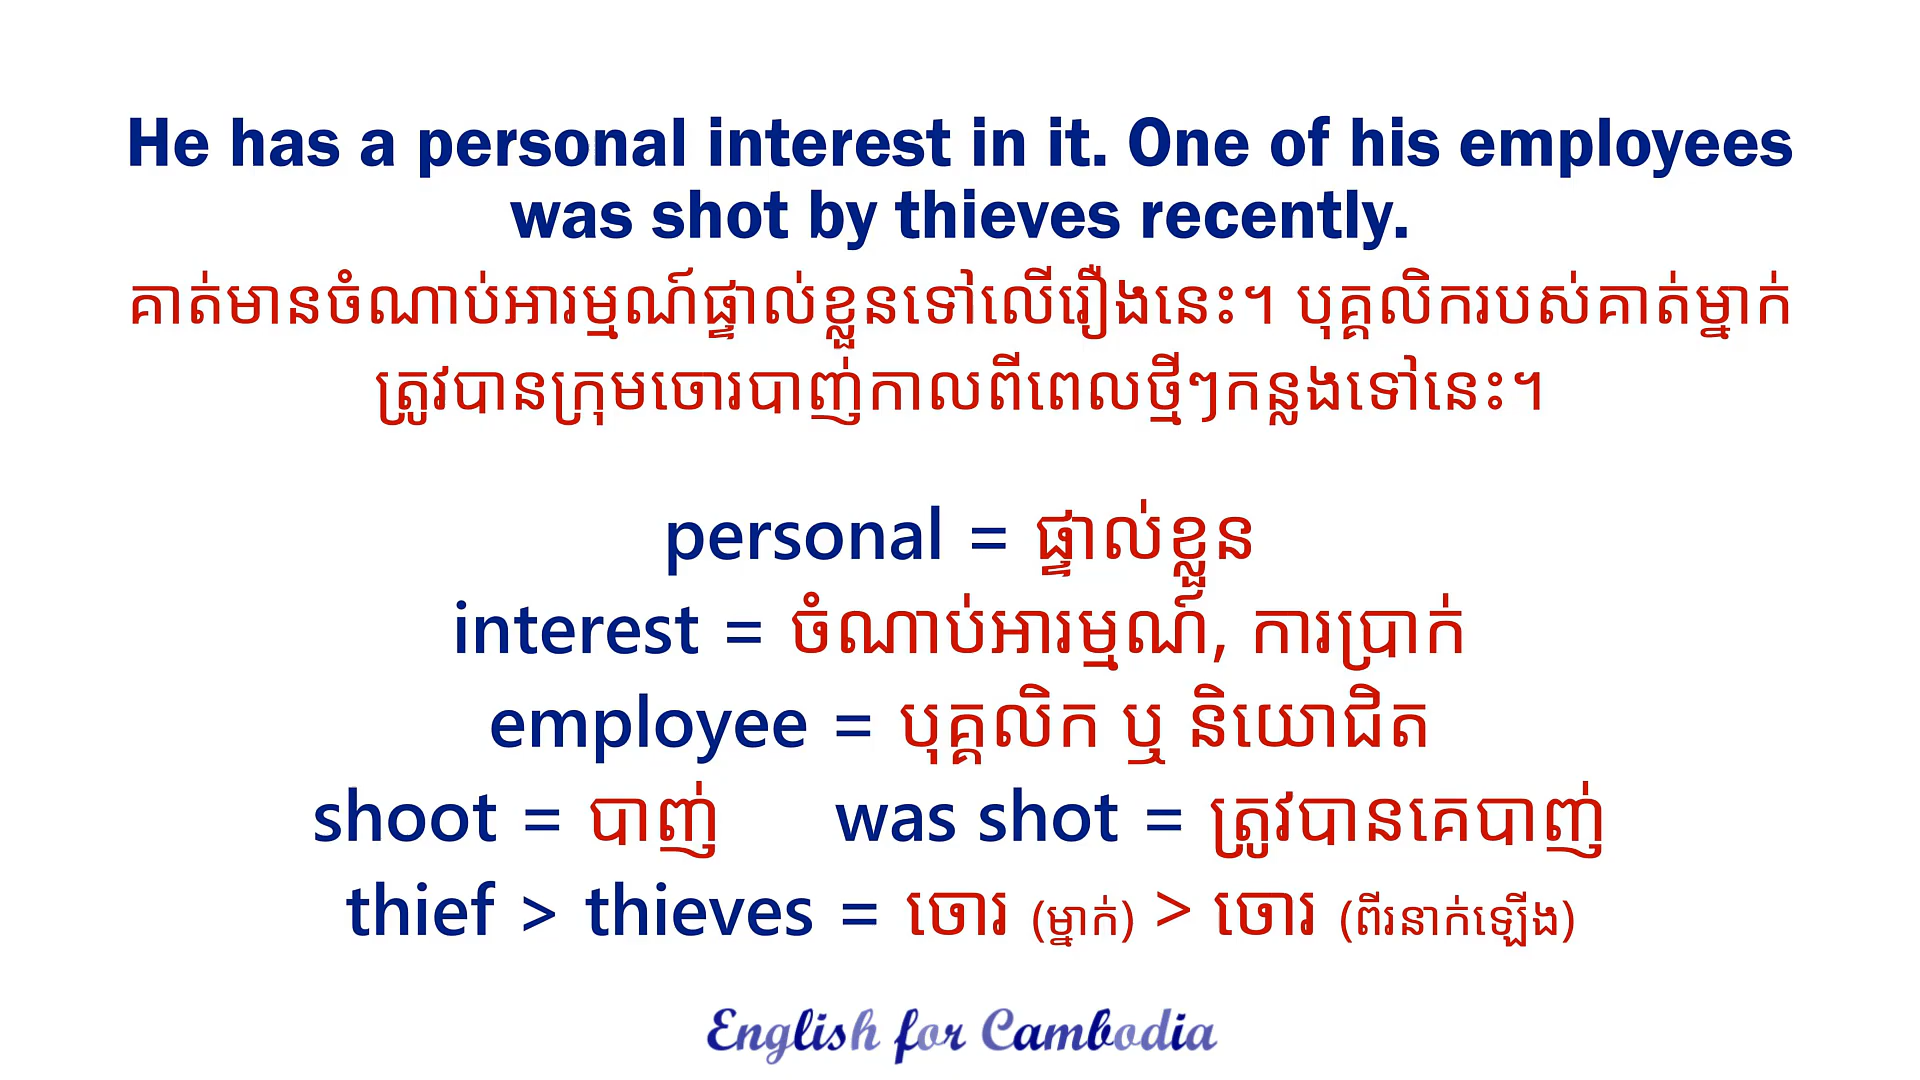 He has a personal interest in it. One of his employees
was shot by thieves recently.
គាត់មានចំណាប់អារម្មណ៍ផ្ទាល់ខ្លួនទៅលើរឿងនេះ។ បុគ្គលិករបស់គាត់ម្នាក់
ត្រូវបានក្រុមចោរបាញ់កាលពីពេលថ្មីៗកន្លងទៅនេះ។
personal = ផ្ទាល់ខ្លួន
interest = ចំណាប់អារម្មណ៍, ការប្រាក់
employee = បុគ្គលិក ឬ និយោជិត
shoot = បាញ់ was shot = ត្រូវបានគេបាញ់
thief > thieves = ចោរ (ម្នាក់) > ចោរ (ពីរនាក់ឡើង)
English for Cambodia